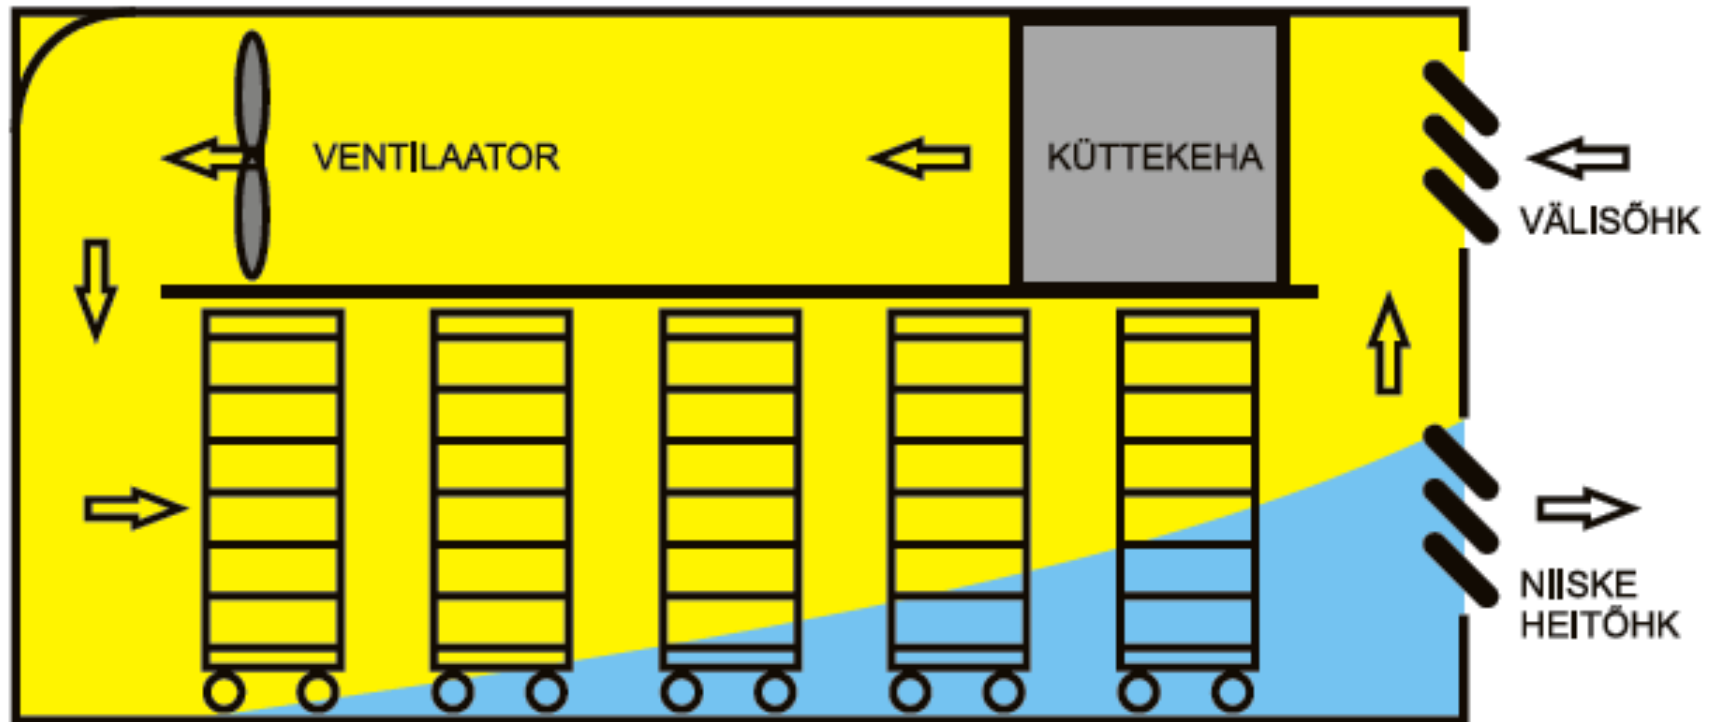 VENTILAATOR
KÜTTEKEHA
VÄLISÕHK
NIISKE
HEITÕHK